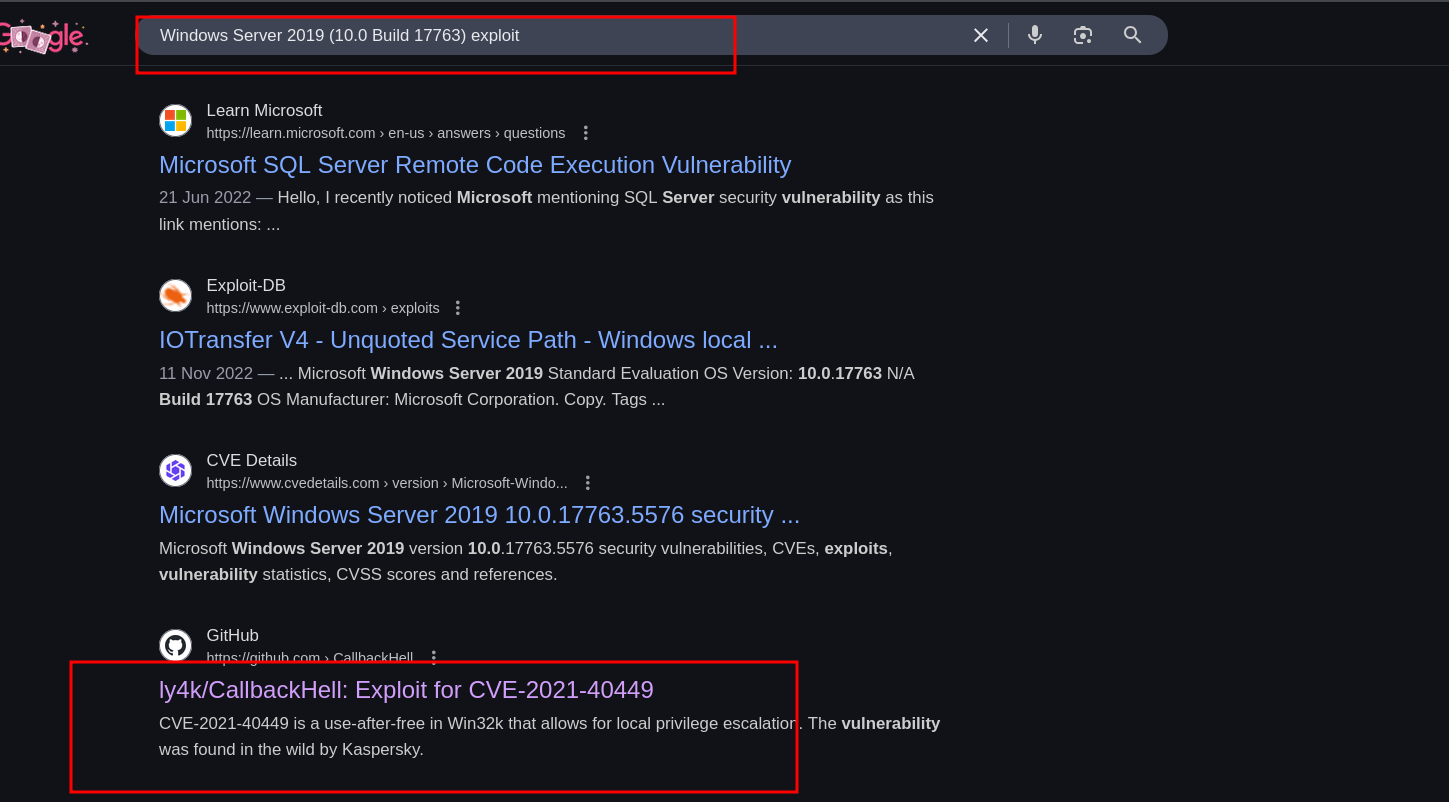 Google
Windows Server 2019 (10.0 Build 17763) exploit
Learn Microsoft
https://learn.microsoft.com › en-us › answers › questions
Microsoft SQL Server Remote Code Execution Vulnerability
21 Jun 2022 — Hello, I recently noticed Microsoft mentioning SQL Server security vulnerability as this
link mentions: ...
Exploit-DB
https://www.exploit-db.com › exploits
IOTransfer V4 - Unquoted Service Path - Windows local ...
11 Nov 2022 — ... Microsoft Windows Server 2019 Standard Evaluation OS Version: 10.0.17763 N/A
Build 17763 OS Manufacturer: Microsoft Corporation. Copy. Tags ...
CVE Details
https://www.cvedetails.com › version › Microsoft-Windo...
Microsoft Windows Server 2019 10.0.17763.5576 security ...
Microsoft Windows Server 2019 version 10.0.17763.5576 security vulnerabilities, CVEs, exploits,
vulnerability statistics, CVSS scores and references.
GitHub
https://github.com › CallbackHell
ly4k/CallbackHell: Exploit for CVE-2021-40449
CVE-2021-40449 is a use-after-free in Win32k that allows for local privilege escalation. The vulnerability
was found in the wild by Kaspersky.